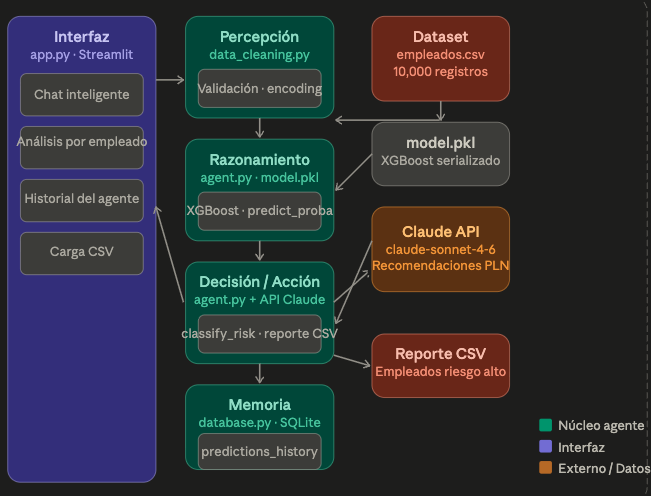 Interfaz
app.py · Streamlit
Chat inteligente
Análisis por empleado
Historial del agente
Carga CSV
Percepción
data_cleaning.py
Validación · encoding
Razonamiento
agent.py · model.pkl
XGBoost · predict_proba
Decisión / Acción
agent.py + API Claude
classify_risk · reporte CSV
Memoria
database.py · SQLite
predictions_history
Dataset
empleados.csv
10,000 registros
model.pkl
XGBoost serializado
Claude API
claude-sonnet-4-6
Recomendaciones PLN
Reporte CSV
Empleados riesgo alto
Núcleo agente
Interfaz
Externo / Datos